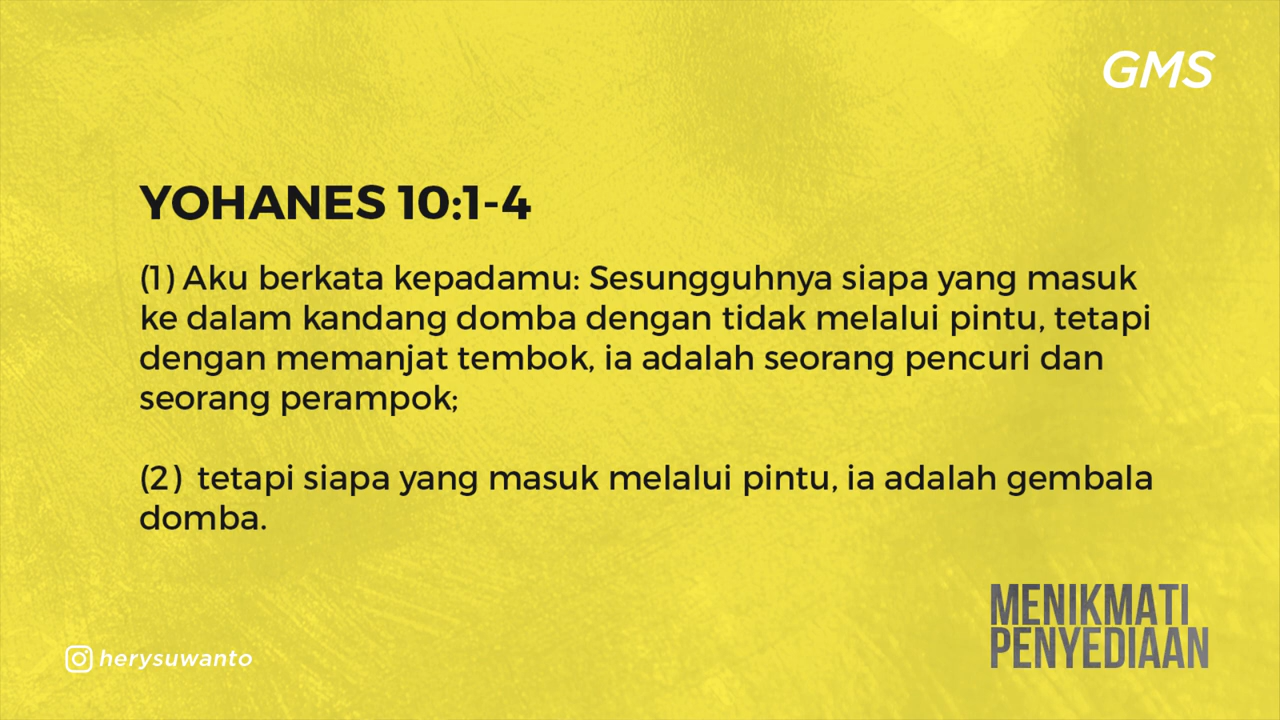 GMS
YOHANES 10:1-4
(1) Aku berkata kepadamu: Sesungguhnya siapa yang masuk
ke dalam kandang domba dengan tidak melalui pintu, tetapi
dengan memanjat tembok, ia adalah seorang pencuri dan
seorang perampok;
(2) tetapi siapa yang masuk melalui pintu, ia adalah gembala
domba.
MENIKMATI
PENYEDIAAN
herysuwanto